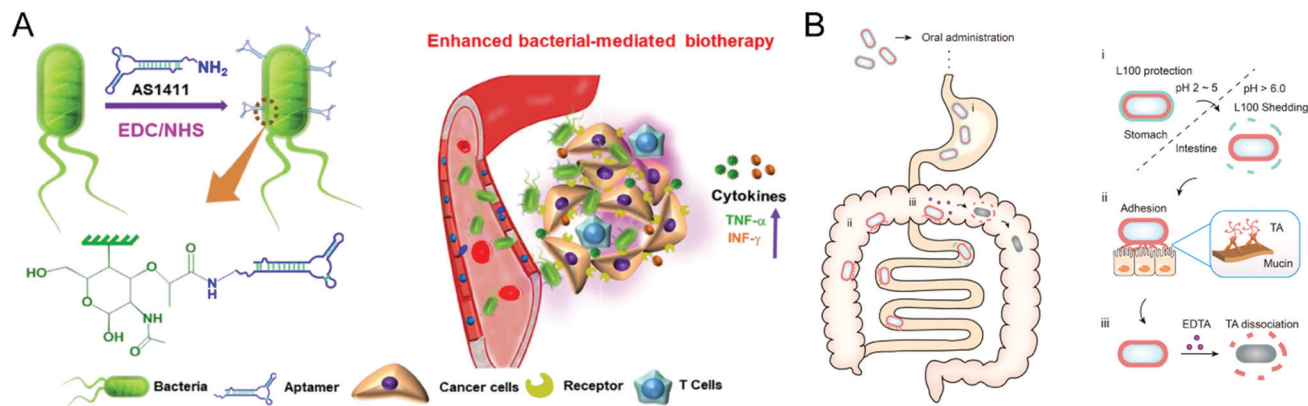 A
NH₂
AS1411
EDC/NHS
HO
O
O
O
N
H
O
OH
NH
O
Enhanced bacterial-mediated biotherapy
Cytokines
TNF-α
INF-γ
Bacteria
Aptamer
Cancer cells
Receptor
T Cells
B
Oral administration
i
ii
iii
i
L100 protection
pH 2 ~ 5
pH > 6.0
L100 Shedding
Stomach
Intestine
ii
Adhesion
TA
Mucin
iii
EDTA
TA dissociation